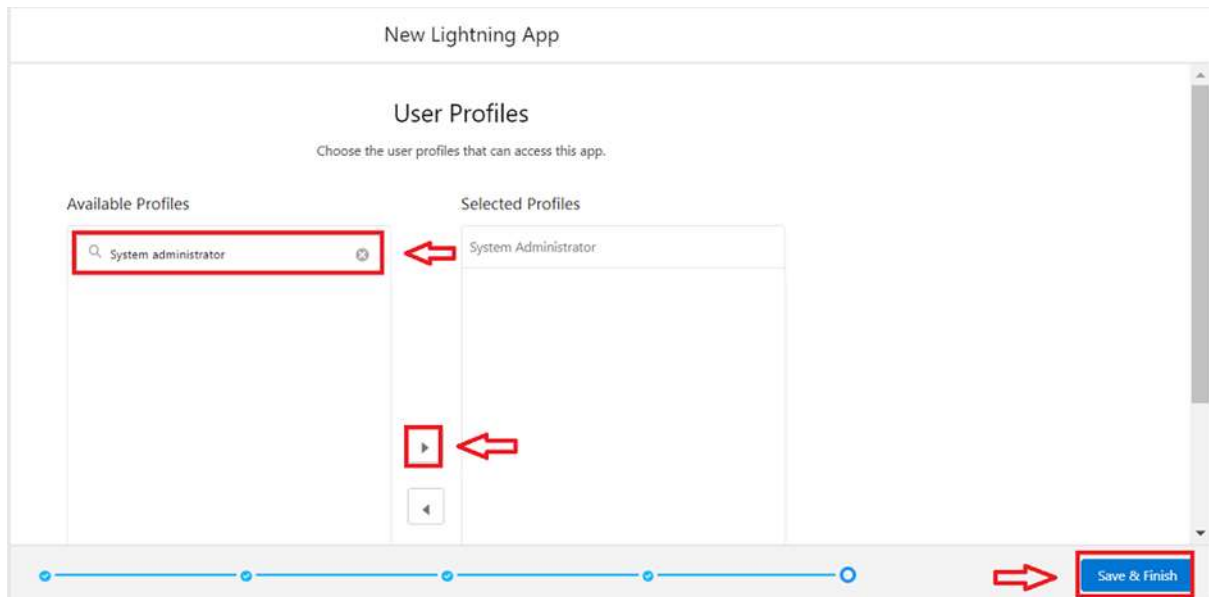 New Lightning App
User Profiles
Choose the user profiles that can access this app.
Available Profiles
Selected Profiles
System administrator
System Administrator
Save & Finish